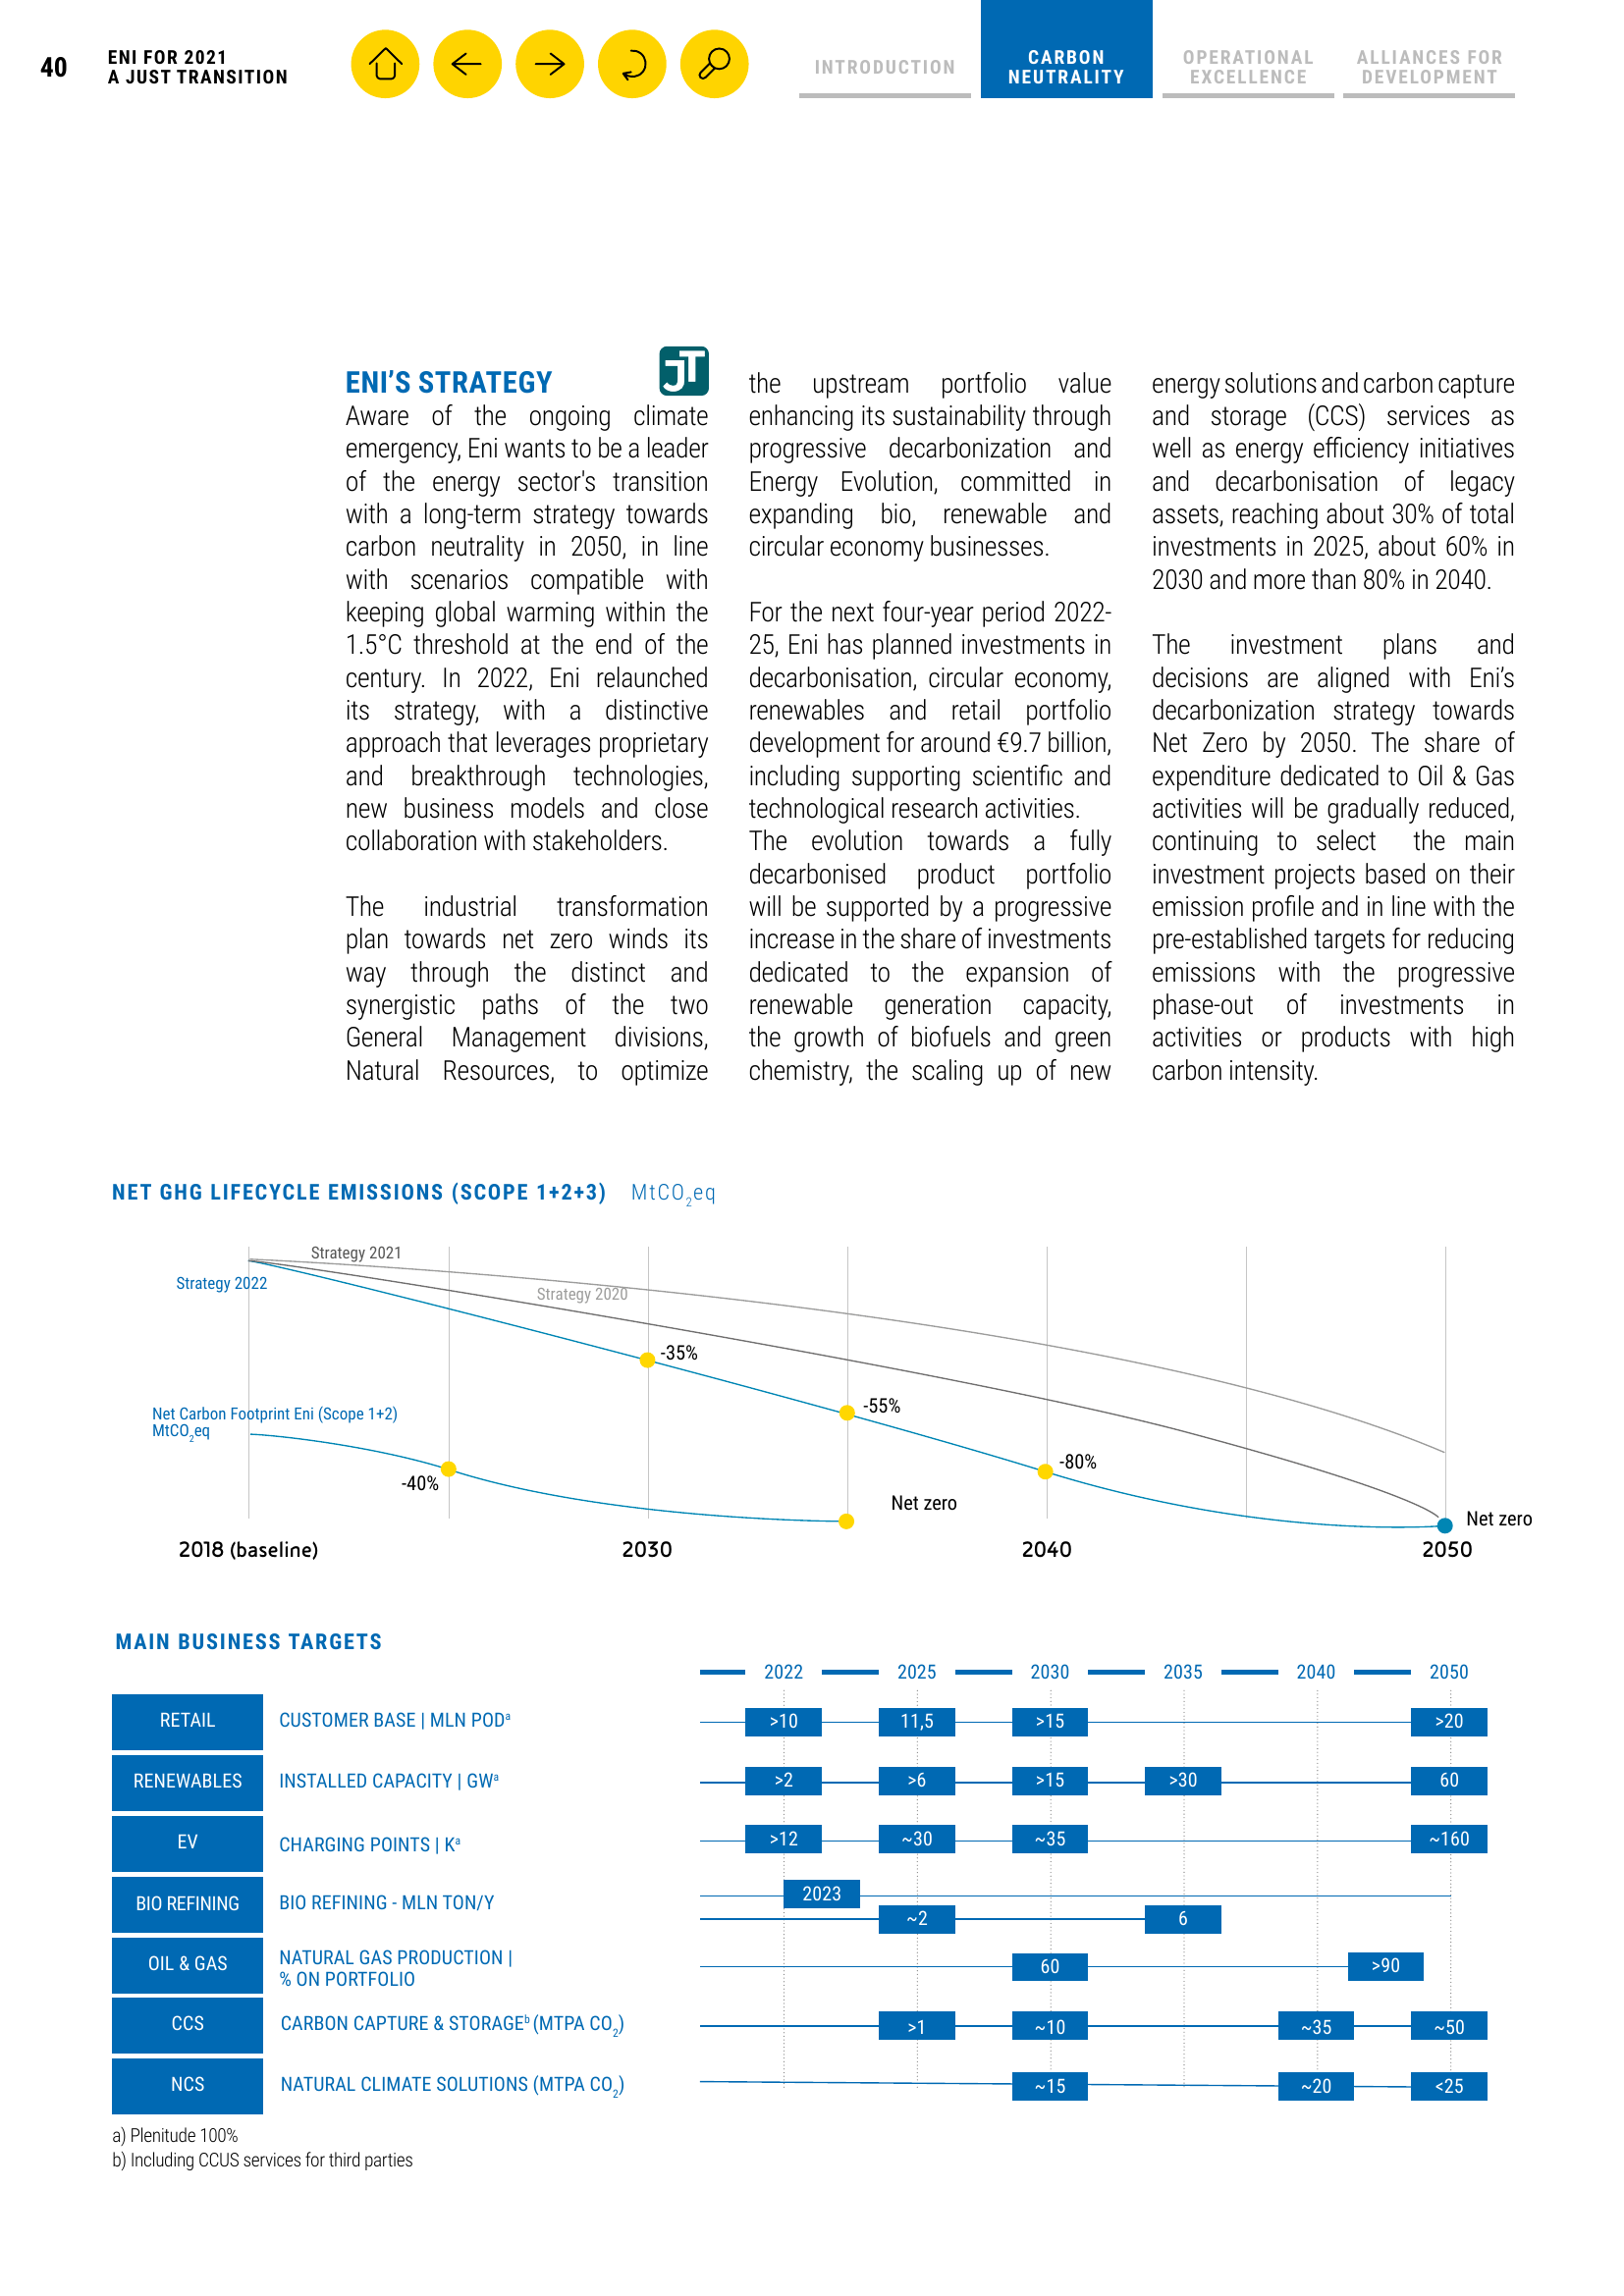 40
ENI FOR 2021
A JUST TRANSITION
INTRODUCTION
CARBON
NEUTRALITY
OPERATIONAL
EXCELLENCE
ALLIANCES FOR
DEVELOPMENT
ENI’S STRATEGY
JT
Aware of the ongoing climate
emergency, Eni wants to be a leader
of the energy sector's transition
with a long-term strategy towards
carbon neutrality in 2050, in line
with scenarios compatible with
keeping global warming within the
1.5°C threshold at the end of the
century. In 2022, Eni relaunched
its strategy, with a distinctive
approach that leverages proprietary
and breakthrough technologies,
new business models and close
collaboration with stakeholders.
The industrial transformation
plan towards net zero winds its
way through the distinct and
synergistic paths of the two
General Management divisions,
Natural Resources, to optimize
the upstream portfolio value
enhancing its sustainability through
progressive decarbonization and
Energy Evolution, committed in
expanding bio, renewable and
circular economy businesses.
For the next four-year period 2022-
25, Eni has planned investments in
decarbonisation, circular economy,
renewables and retail portfolio
development for around €9.7 billion,
including supporting scientific and
technological research activities.
The evolution towards a fully
decarbonised product portfolio
will be supported by a progressive
increase in the share of investments
dedicated to the expansion of
renewable generation capacity,
the growth of biofuels and green
chemistry, the scaling up of new
energy solutions and carbon capture
and storage (CCS) services as
well as energy efficiency initiatives
and decarbonisation of legacy
assets, reaching about 30% of total
investments in 2025, about 60% in
2030 and more than 80% in 2040.
The investment plans and
decisions are aligned with Eni’s
decarbonization strategy towards
Net Zero by 2050. The share of
expenditure dedicated to Oil & Gas
activities will be gradually reduced,
continuing to select the main
investment projects based on their
emission profile and in line with the
pre-established targets for reducing
emissions with the progressive
phase-out of investments in
activities or products with high
carbon intensity.
NET GHG LIFECYCLE EMISSIONS (SCOPE 1+2+3) MtCO₂eq
Strategy 2021
Strategy 2022
Strategy 2020
-35%
-55%
Net Carbon Footprint Eni (Scope 1+2)
MtCO₂eq
-80%
-40%
Net zero
Net zero
2018 (baseline) 2030 2040 2050
MAIN BUSINESS TARGETS
2022 2025 2030 2035 2040 2050
RETAIL CUSTOMER BASE | MLN PODᵃ >10 11,5 >15 >20
RENEWABLES INSTALLED CAPACITY | GWᵃ >2 >6 >15 >30 60
EV CHARGING POINTS | Kᵃ >12 ~30 ~35 ~160
BIO REFINING BIO REFINING - MLN TON/Y 2023
~2 6
OIL & GAS NATURAL GAS PRODUCTION |
% ON PORTFOLIO 60 >90
CCS CARBON CAPTURE & STORAGEᵇ (MTPA CO₂) >1 ~10 ~35 ~50
NCS NATURAL CLIMATE SOLUTIONS (MTPA CO₂) ~15 ~20 <25
a) Plenitude 100%
b) Including CCUS services for third parties